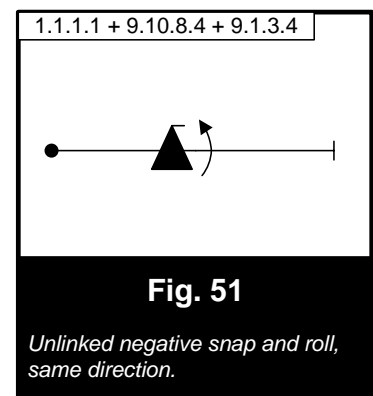 1.1.1.1 + 9.10.8.4 + 9.1.3.4
Fig. 51
Unlinked negative snap and roll,
same direction.